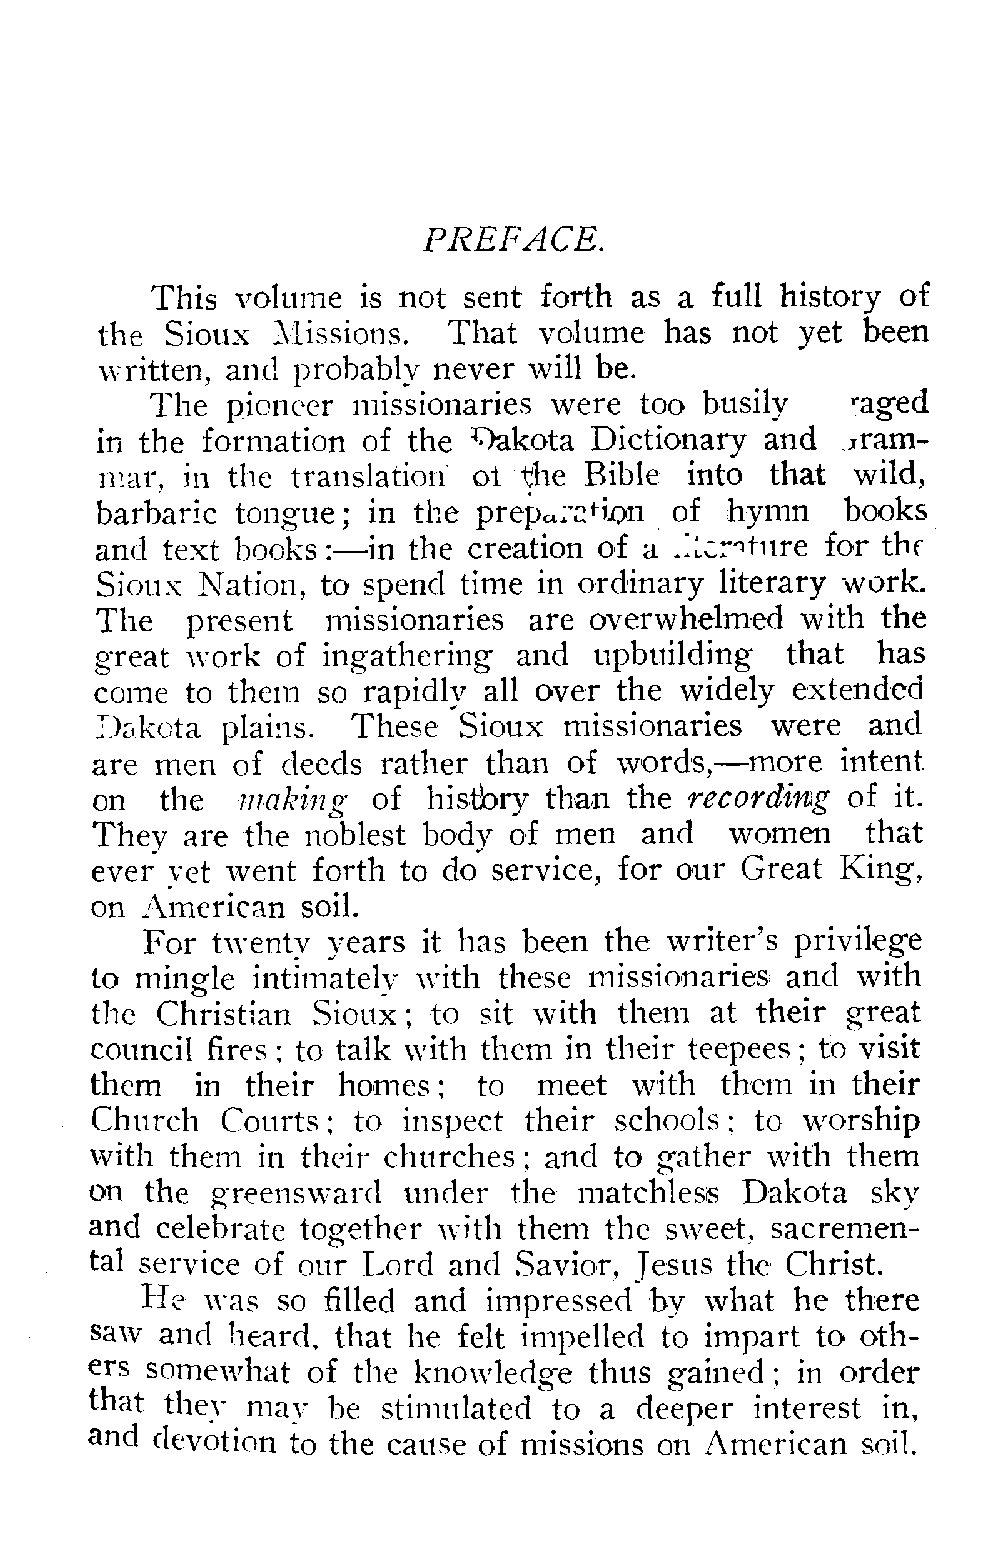 PREFACE.
This volume is not sent forth as a full history of
the Sioux Missions. That volume has not yet been
written, and probably never will be.
The pioneer missionaries were too busily
in the formation of the Dakota Dictionary and
mar, in the translation of the Bible into that wild,
barbaric tongue; in the preparation of hymn books
and text books:—in the creation of a literature for the
Sioux Nation, to spend time in ordinary literary work.
The present missionaries are overwhelmed with the
great work of ingathering and upbuilding that has
come to them so rapidly all over the widely extended
Dakota plains. These Sioux missionaries were and
are men of deeds rather than of words,—more intent
on the making of history than the recording of it.
They are the noblest body of men and women that
ever yet went forth to do service, for our Great King,
on American soil.
For twenty years it has been the writer's privilege
to mingle intimately with these missionaries and with
the Christian Sioux; to sit with them at their great
council fires; to talk with them in their teepees; to visit
them in their homes; to meet with them in their
Church Courts; to inspect their schools; to worship
with them in their churches; and to gather with them
on the greensward under the matchless Dakota sky
and celebrate together with them the sweet, sacremen-
tal service of our Lord and Savior, Jesus the Christ.
He was so filled and impressed by what he there
saw and heard, that he felt impelled to impart to oth-
ers somewhat of the knowledge thus gained; in order
that they may be stimulated to a deeper interest in,
and devotion to the cause of missions on American soil.